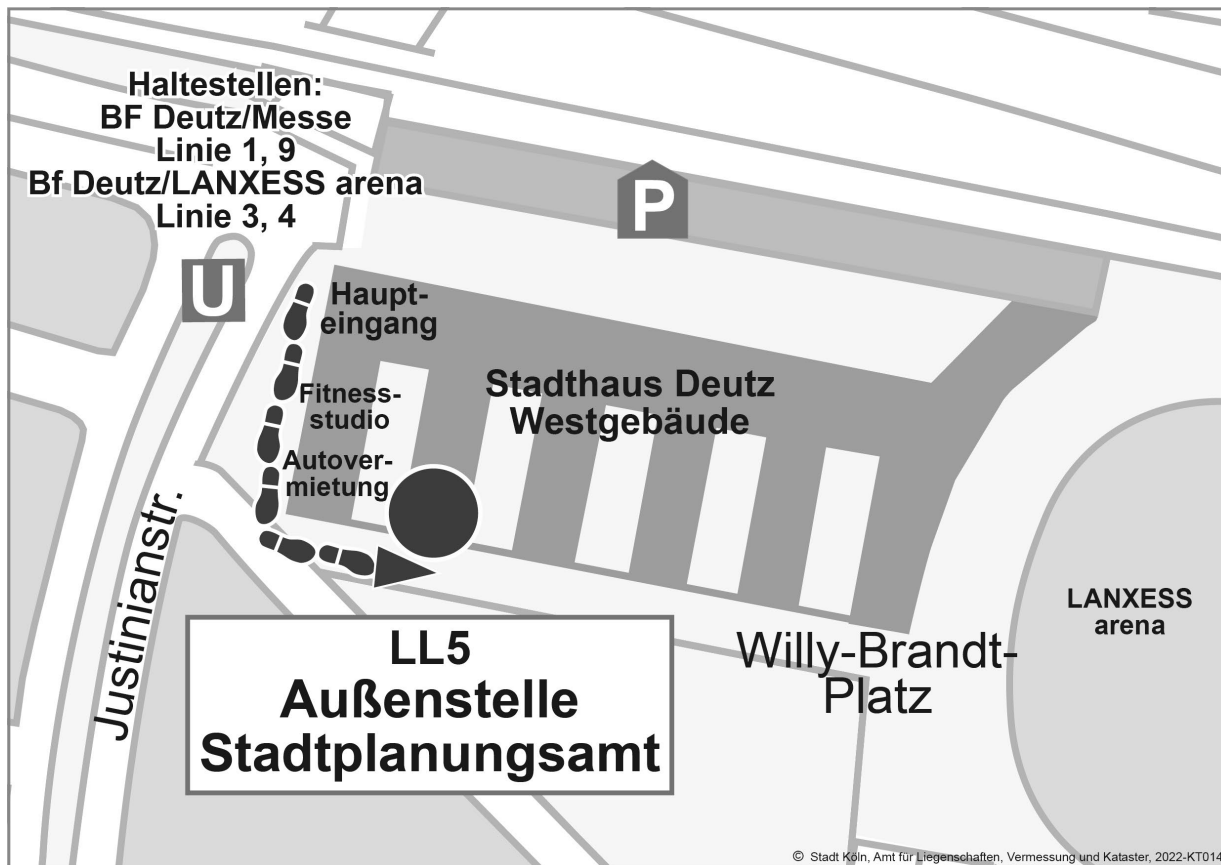 Haltestellen:
BF Deutz/Messe
Linie 1, 9
Bf Deutz/LANXESS arena
Linie 3, 4
P
U
Haupt-
eingang
Fitness-
studio
Autover-
mietung
Stadthaus Deutz
Westgebäude
Justinianstr.
LL5
Außenstelle
Stadtplanungsamt
Willy-Brandt-
Platz
LANXESS
arena
© Stadt Köln, Amt für Liegenschaften, Vermessung und Kataster, 2022-KT014